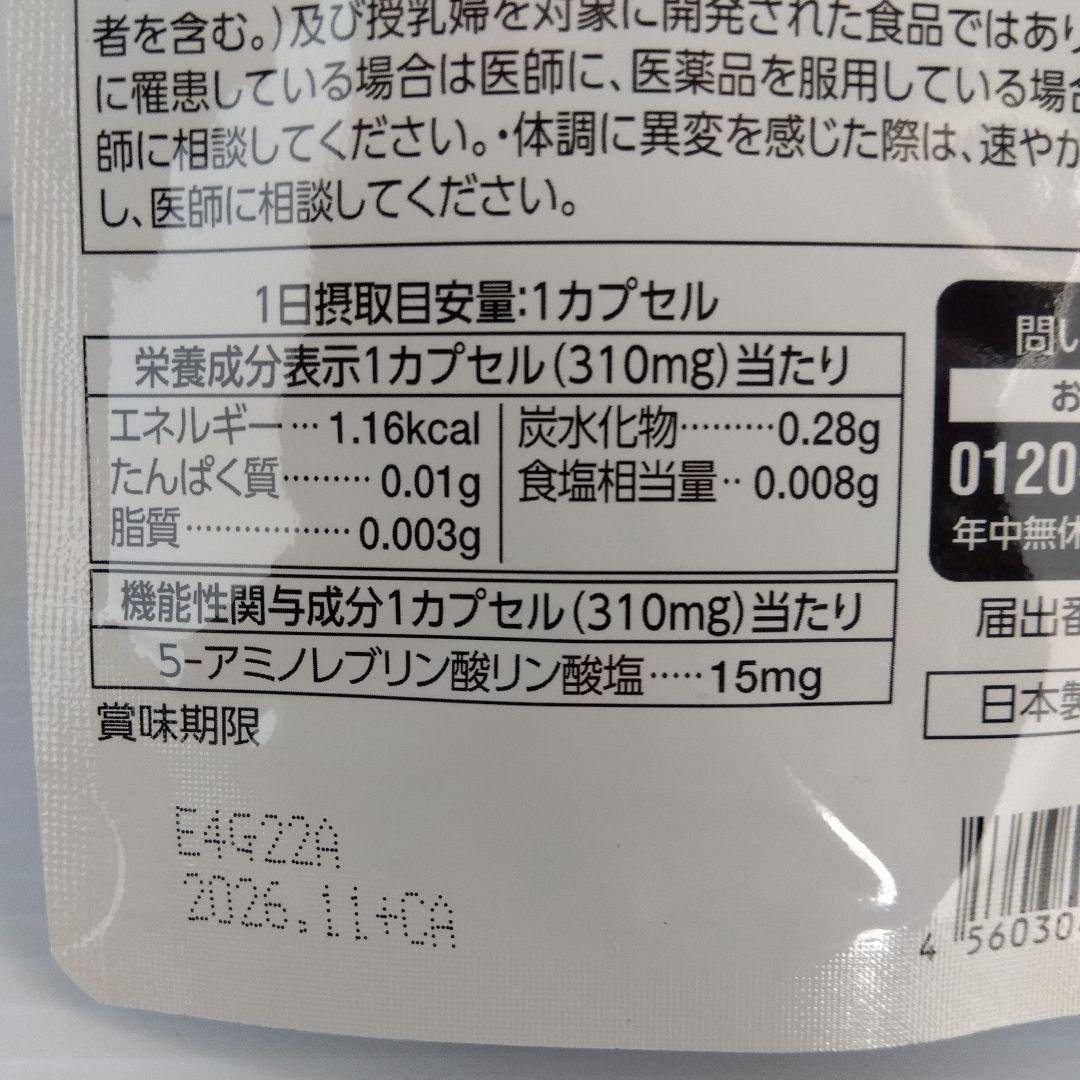 者を含む。)及び授乳婦を対象に開発された食品ではあり
に罹患している場合は医師に、医薬品を服用している場合
師に相談してください。・体調に異変を感じた際は、速やか
し、医師に相談してください。
1日摂取目安量:1カプセル
栄養成分表示1カプセル(310mg)当たり
エネルギー… 1.16kcal
たんぱく質……… 0.01g
脂質……………… 0.003g
炭水化物………0.28g
食塩相当量‥ 0.008g
機能性関与成分1カプセル(310mg)当たり
5-アミノレブリン酸リン酸塩……15mg
賞味期限
E4G22A
2026.11+CA
問い
お
0120
年中無休
届出番
日本製
4 56030